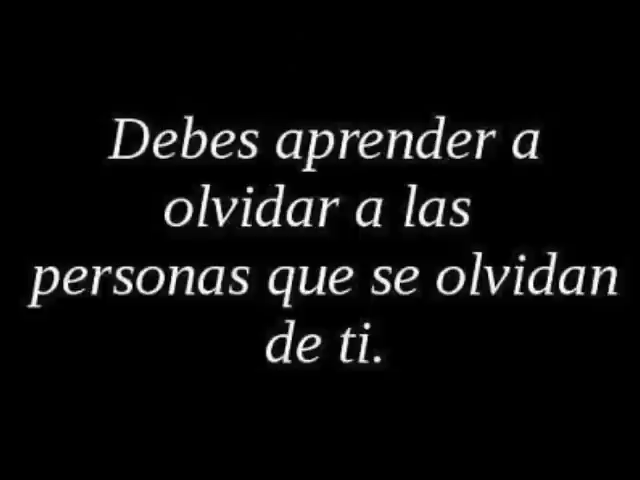 Debes aprender a
olvidar a las
personas que se olvidan
de ti.